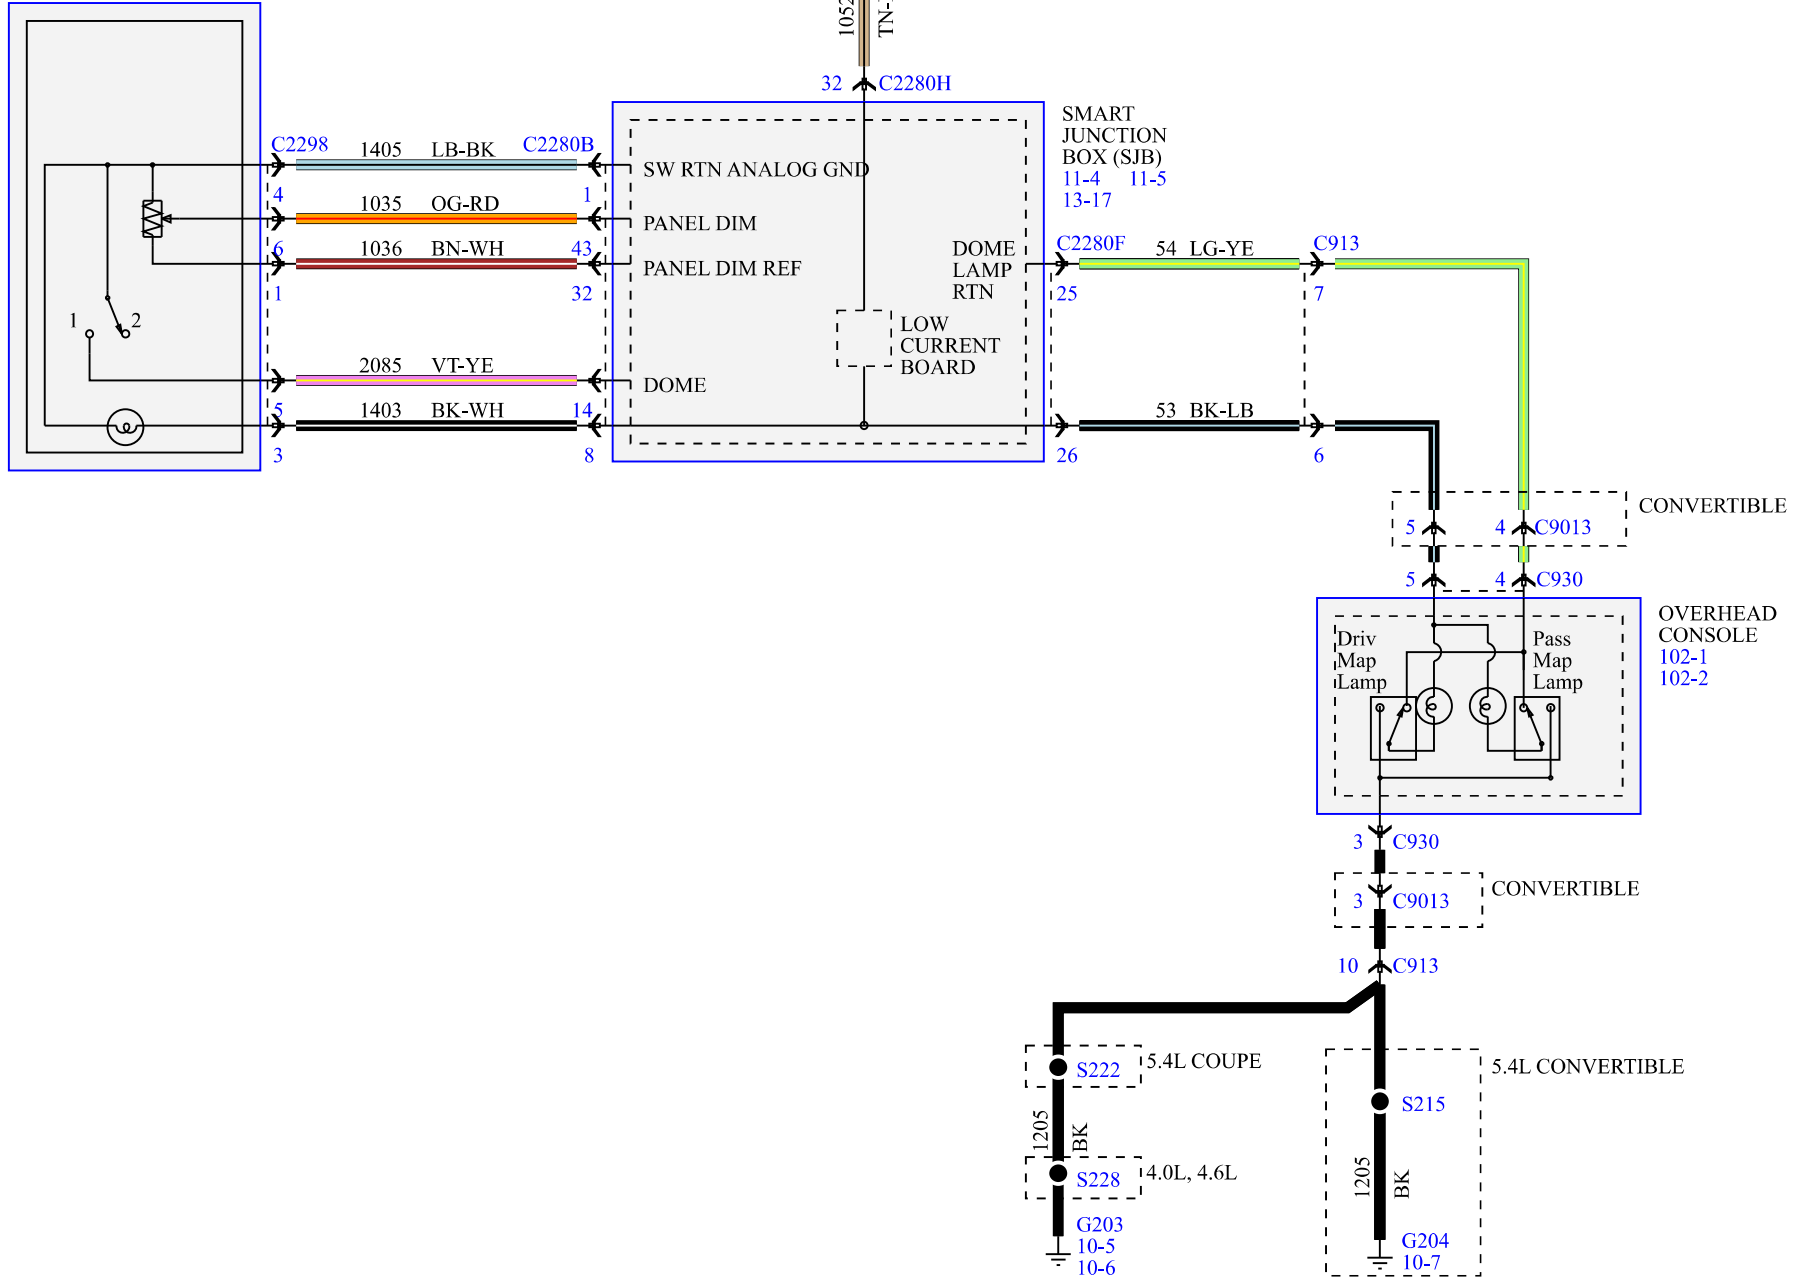 1052
TN-
32 C2280H
C2298
1405 LB-BK
C2280B
SW RTN ANALOG GND
4
1
1035 OG-RD
PANEL DIM
6
1036 BN-WH
43
PANEL DIM REF
1
32
1
2
2085 VT-YE
DOME
5
1403 BK-WH
14
3
8
LOW
CURRENT
BOARD
DOME
LAMP
RTN
SMART
JUNCTION
BOX (SJB)
11-4 11-5
13-17
C2280F
54 LG-YE
C913
25
7
53 BK-LB
26
6
CONVERTIBLE
5 4 C9013
5 4 C930
OVERHEAD
CONSOLE
102-1
102-2
Driv
Map
Lamp
Pass
Map
Lamp
3 C930
CONVERTIBLE
3 C9013
10 C913
S222
5.4L COUPE
1205
BK
S228
4.0L, 4.6L
G203
10-5
10-6
5.4L CONVERTIBLE
S215
1205
BK
G204
10-7